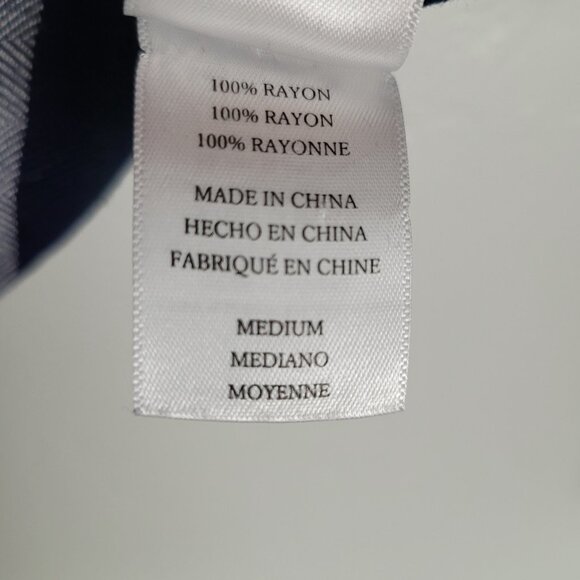 100% RAYON
100% RAYON
100% RAYONNE
MADE IN CHINA
HECHO EN CHINA
FABRIQUÉ EN CHINE
MEDIUM
MEDIANO
MOYENNE